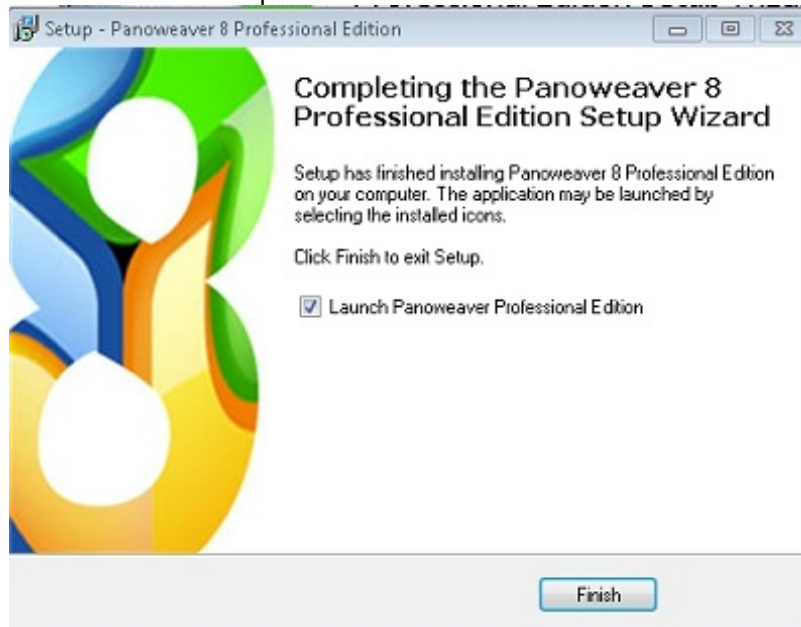 Setup - Panoweaver 8 Professional Edition
Completing the Panoweaver 8
Professional Edition Setup Wizard
Setup has finished installing Panoweaver 8 Professional Edition
on your computer. The application may be launched by
selecting the installed icons.
Click Finish to exit Setup.
Launch Panoweaver Professional Edition
Finish